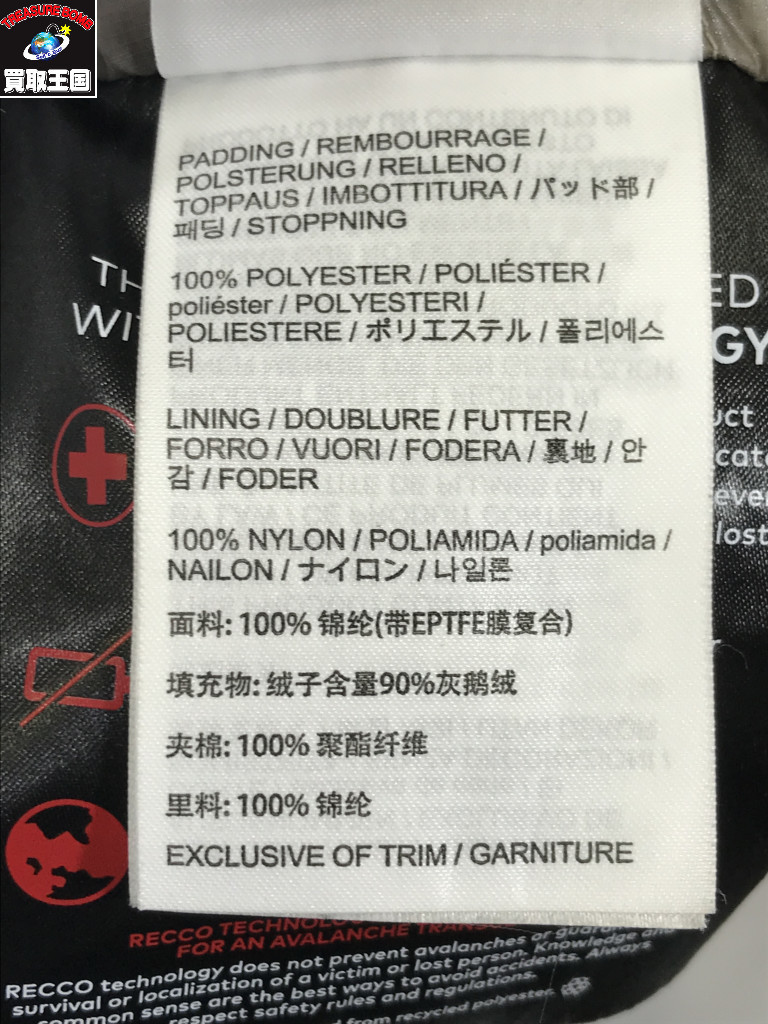 TREASURE BOMB
買取王国
PADDING / REMBOURRAGE /
POLSTERUNG / RELLENO /
TOPPAUS / IMBOTTITURA / パッド部 /
패딩 / STOPPNING
100% POLYESTER / POLIÉSTER /
poliéster / POLYESTERI /
POLIESTERE / ポリエステル / 폴리에스
터
LINING / DOUBLURE / FUTTER /
FORRO / VUORI / FODERA / 裏地 / 안
감 / FODER
100% NYLON / POLIAMIDA / poliamida /
NAILON / ナイロン / 나일론
面料: 100% 锦纶(带EPTFE膜复合)
填充物: 绒子含量90%灰鹅绒
夹棉: 100% 聚酯纤维
里料: 100% 锦纶
EXCLUSIVE OF TRIM / GARNITURE
RECCO TECHNOLO
FOR AN AVALANCHE
RECCO technology does not prevent avalanches or
survival or localization of a victim or lost person. Knowledge and
common sense are the best ways to avoid accidents. Always
respect safety rules and regulations.
from recycled polyester.